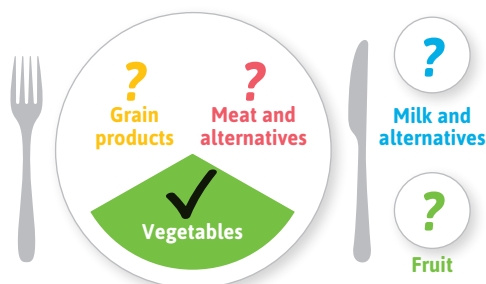 ?
Grain
products
?
Meat and
alternatives
Vegetables
?
Milk and
alternatives
?
Fruit